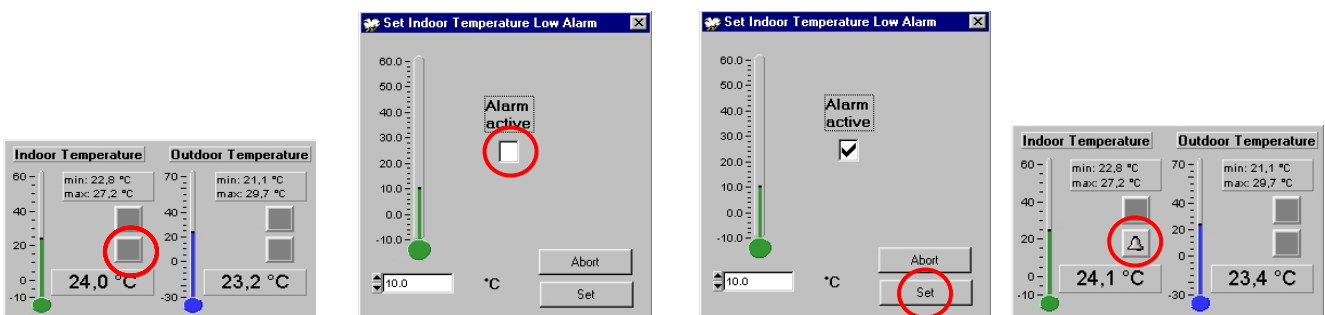 Indoor Temperature
60
40
20
0
-10
min: 22,8 °C
max: 27,2 °C
24,0 °C
Outdoor Temperature
70
40
20
0
-30
min: 21,1 °C
max: 29,7 °C
23,2 °C
Set Indoor Temperature Low Alarm
60.0
50.0
40.0
30.0
20.0
10.0
0.0
-10.0
Alarm
active
10.0
°C
Abort
Set
Set Indoor Temperature Low Alarm
60.0
50.0
40.0
30.0
20.0
10.0
0.0
-10.0
Alarm
active
10.0
°C
Abort
Set
Indoor Temperature
60
40
20
0
-10
min: 22,8 °C
max: 27,2 °C
24,1 °C
Outdoor Temperature
70
40
20
0
-30
min: 21,1 °C
max: 29,7 °C
23,4 °C